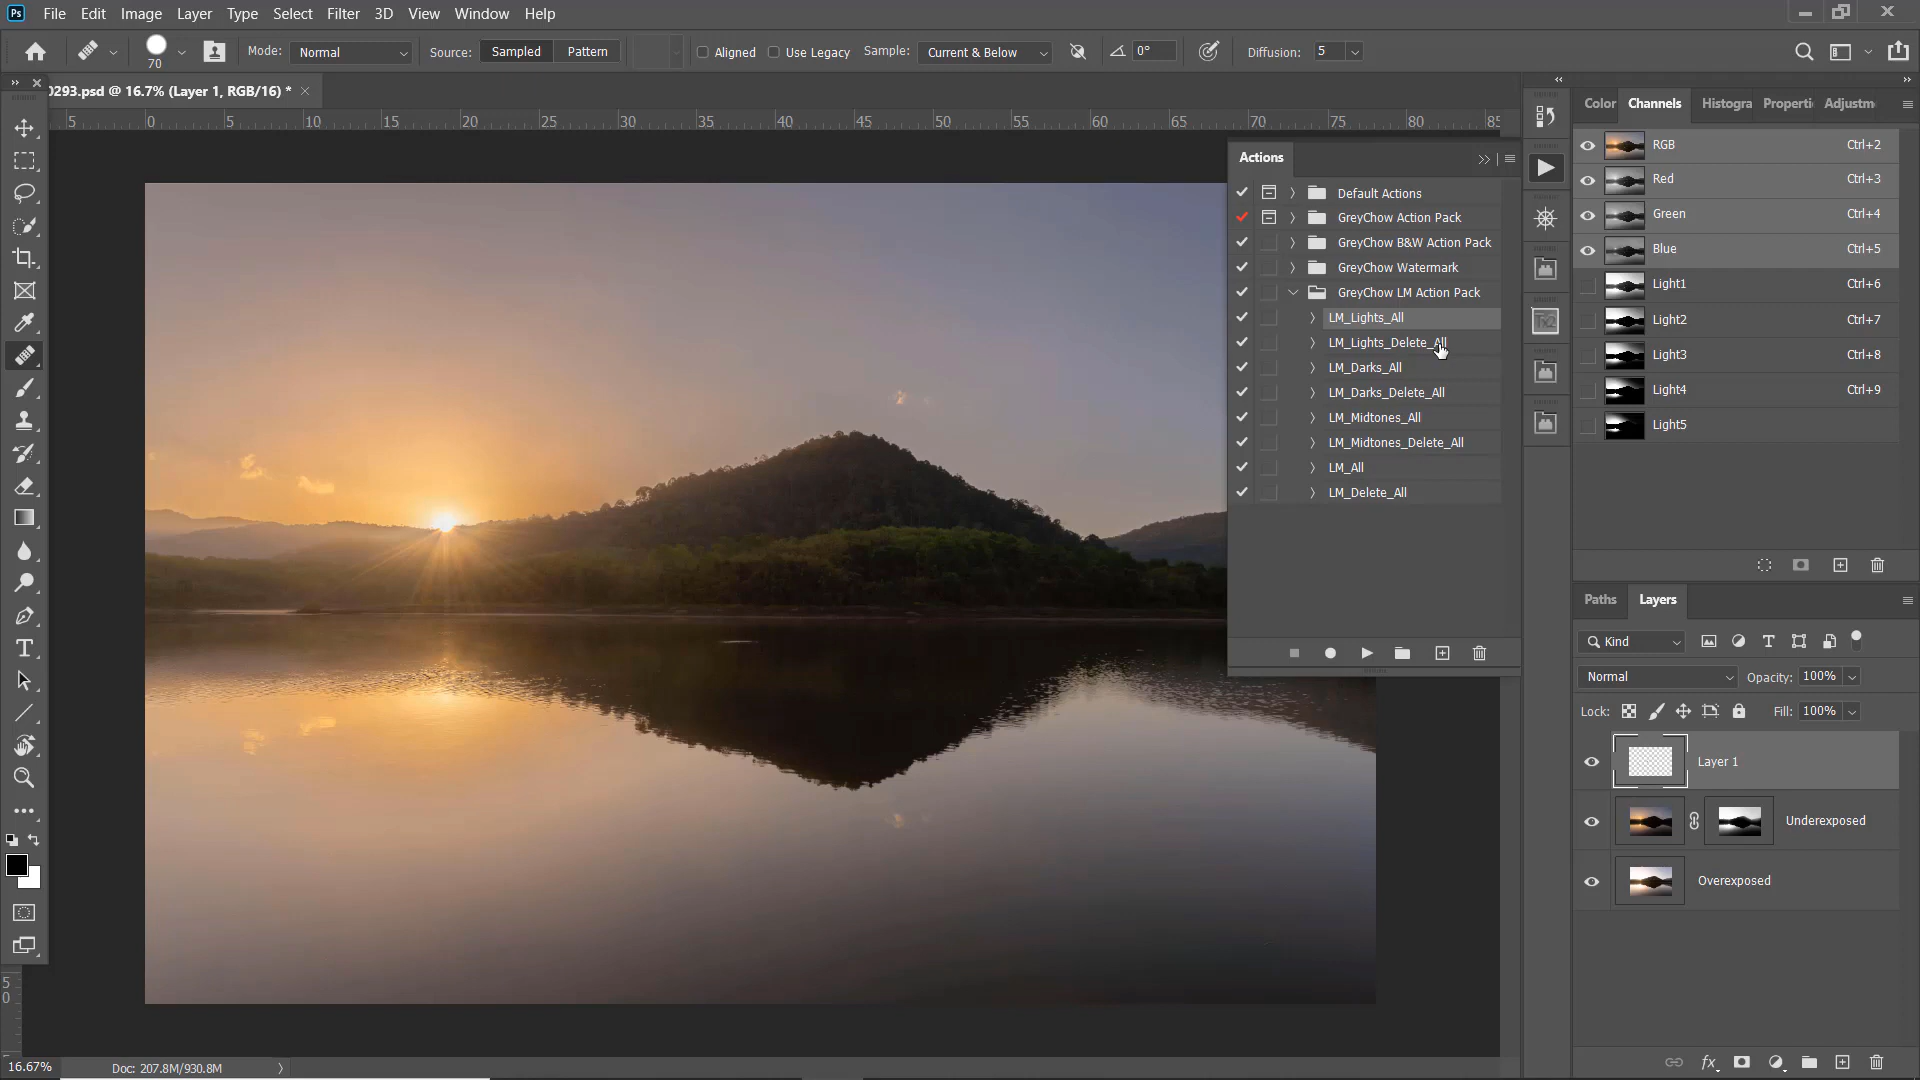 Ps File Edit Image Layer Type Select Filter 3D View Window Help
70 Mode: Normal Source: Sampled Pattern Aligned Use Legacy Sample: Current & Below 0° Diffusion: 5
0293.psd @ 16.7% (Layer 1, RGB/16) *
5 0 5 10 15 20 25 30 35 40 45 50 55 60 65 70 75 80 85
Actions
Default Actions
GreyChow Action Pack
GreyChow B&W Action Pack
GreyChow Watermark
GreyChow LM Action Pack
LM_Lights_All
LM_Lights_Delete_All
LM_Darks_All
LM_Darks_Delete_All
LM_Midtones_All
LM_Midtones_Delete_All
LM_All
LM_Delete_All
Color Channels Histogra Properti Adjustm
RGB Ctrl+2
Red Ctrl+3
Green Ctrl+4
Blue Ctrl+5
Light1 Ctrl+6
Light2 Ctrl+7
Light3 Ctrl+8
Light4 Ctrl+9
Light5
Paths Layers
Kind
Normal Opacity: 100%
Lock: Fill: 100%
Layer 1
Underexposed
Overexposed
fx
5
0
16.67% Doc: 207.8M/930.8M